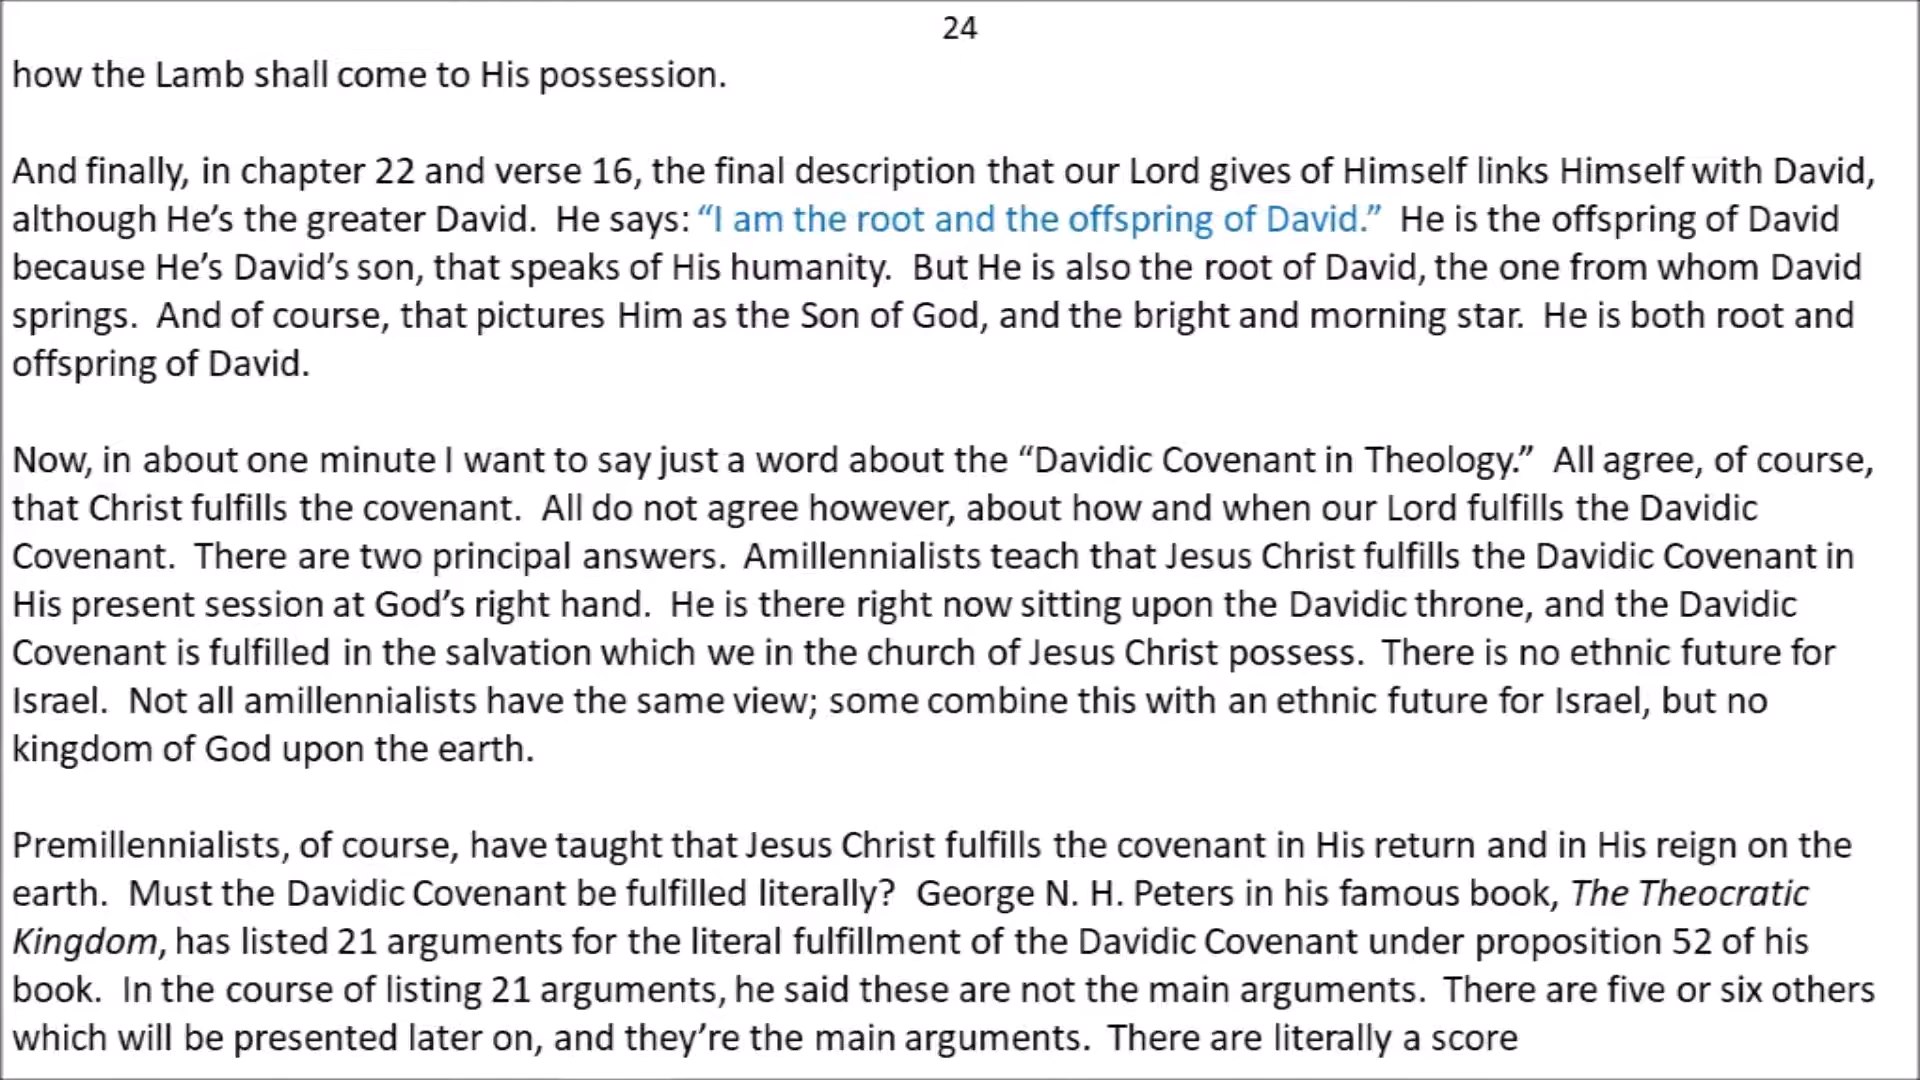 24
how the Lamb shall come to His possession.
And finally, in chapter 22 and verse 16, the final description that our Lord gives of Himself links Himself with David,
although He’s the greater David.  He says: “I am the root and the offspring of David.”  He is the offspring of David
because He’s David’s son, that speaks of His humanity.  But He is also the root of David, the one from whom David
springs.  And of course, that pictures Him as the Son of God, and the bright and morning star.  He is both root and
offspring of David.
Now, in about one minute I want to say just a word about the “Davidic Covenant in Theology.”  All agree, of course,
that Christ fulfills the covenant.  All do not agree however, about how and when our Lord fulfills the Davidic
Covenant.  There are two principal answers.  Amillennialists teach that Jesus Christ fulfills the Davidic Covenant in
His present session at God’s right hand.  He is there right now sitting upon the Davidic throne, and the Davidic
Covenant is fulfilled in the salvation which we in the church of Jesus Christ possess.  There is no ethnic future for
Israel.  Not all amillennialists have the same view; some combine this with an ethnic future for Israel, but no
kingdom of God upon the earth.
Premillennialists, of course, have taught that Jesus Christ fulfills the covenant in His return and in His reign on the
earth.  Must the Davidic Covenant be fulfilled literally?  George N. H. Peters in his famous book, The Theocratic
Kingdom, has listed 21 arguments for the literal fulfillment of the Davidic Covenant under proposition 52 of his
book.  In the course of listing 21 arguments, he said these are not the main arguments.  There are five or six others
which will be presented later on, and they’re the main arguments.  There are literally a score